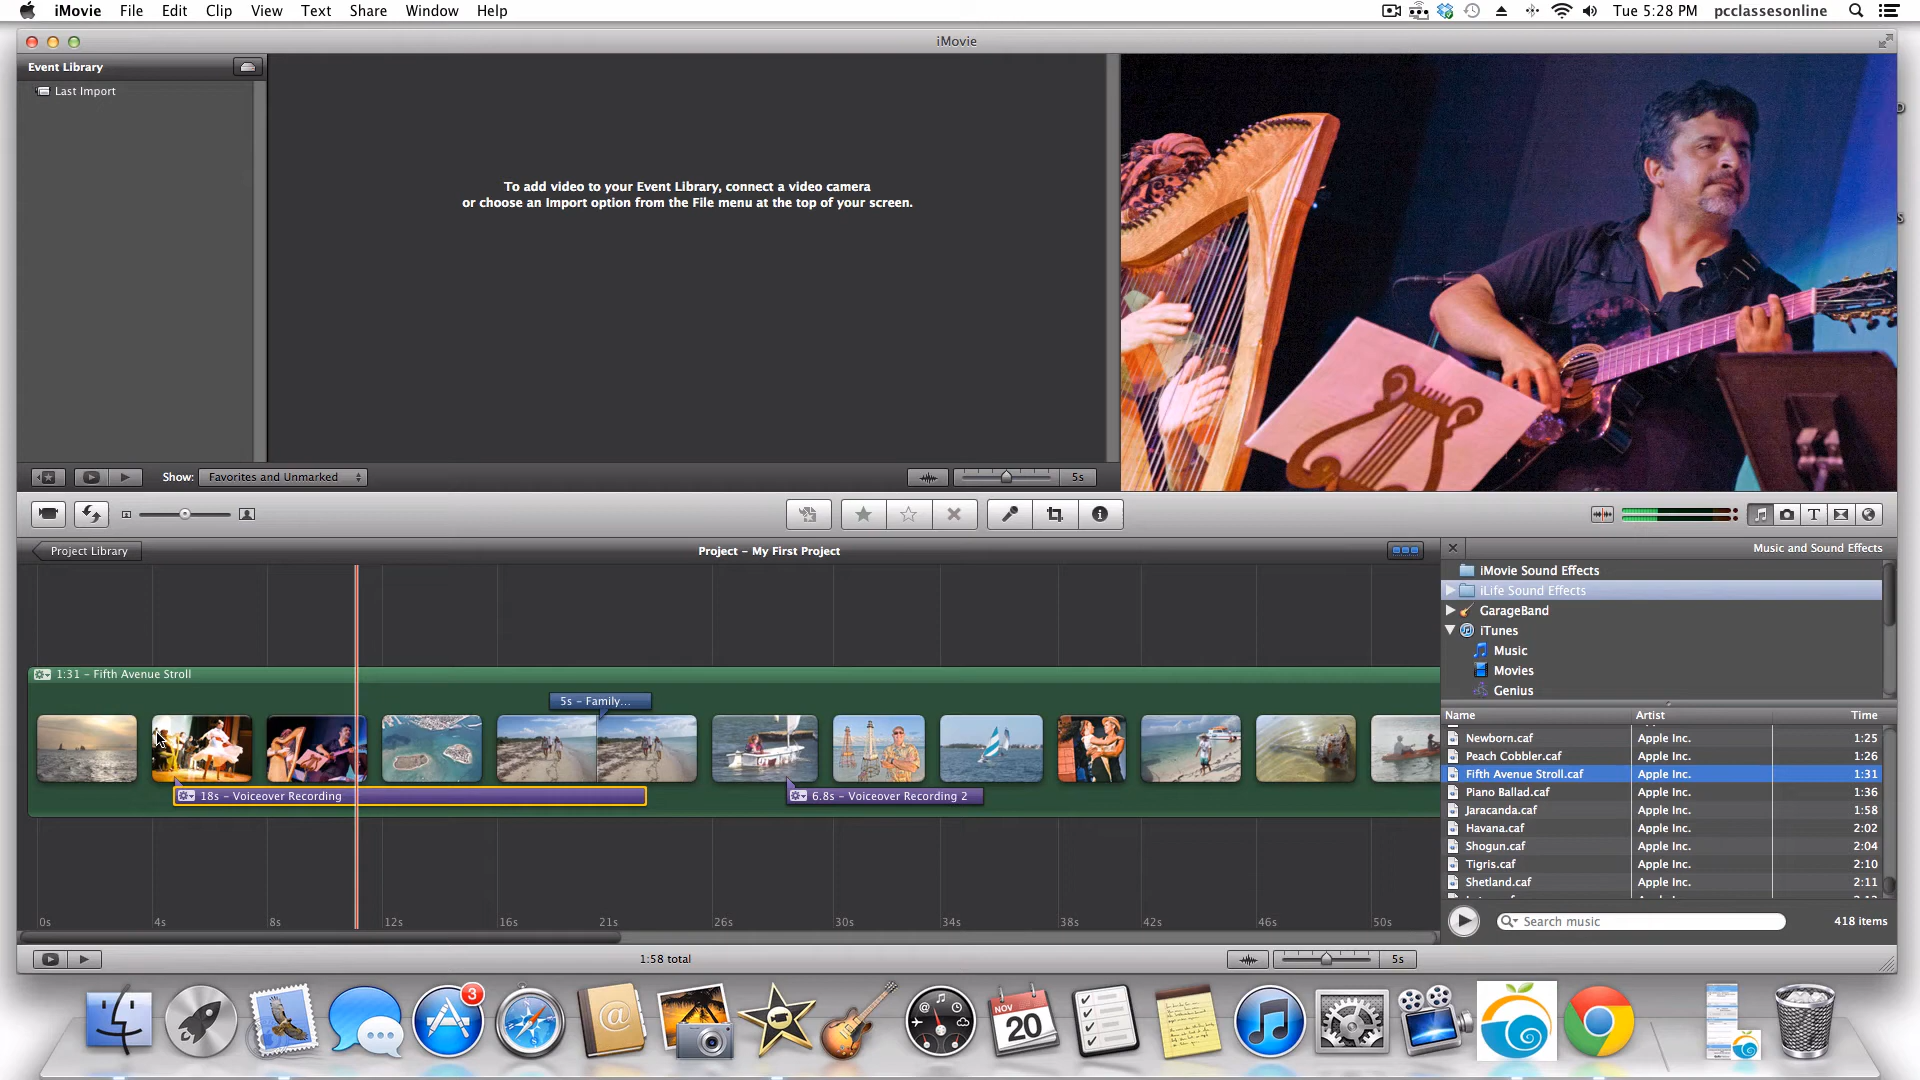 iMovie File Edit Clip View Text Share Window Help
Tue 5:28 PM pcclassesonline
iMovie
Event Library
Last Import
To add video to your Event Library, connect a video camera
or choose an Import option from the File menu at the top of your screen.
Show: Favorites and Unmarked 5s
Project Library
Project – My First Project
Music and Sound Effects
iMovie Sound Effects
iLife Sound Effects
GarageBand
iTunes
Music
Movies
Genius
1:31 – Fifth Avenue Stroll
5s – Family...
18s – Voiceover Recording
6.8s – Voiceover Recording 2
Name Artist Time
Newborn.caf Apple Inc. 1:25
Peach Cobbler.caf Apple Inc. 1:26
Fifth Avenue Stroll.caf Apple Inc. 1:31
Piano Ballad.caf Apple Inc. 1:36
Jaracanda.caf Apple Inc. 1:58
Havana.caf Apple Inc. 2:02
Shogun.caf Apple Inc. 2:04
Tigris.caf Apple Inc. 2:10
Shetland.caf Apple Inc. 2:11
0s 4s 8s 12s 16s 21s 26s 30s 34s 38s 42s 46s 50s
Search music 418 items
1:58 total 5s
3
NOV
20